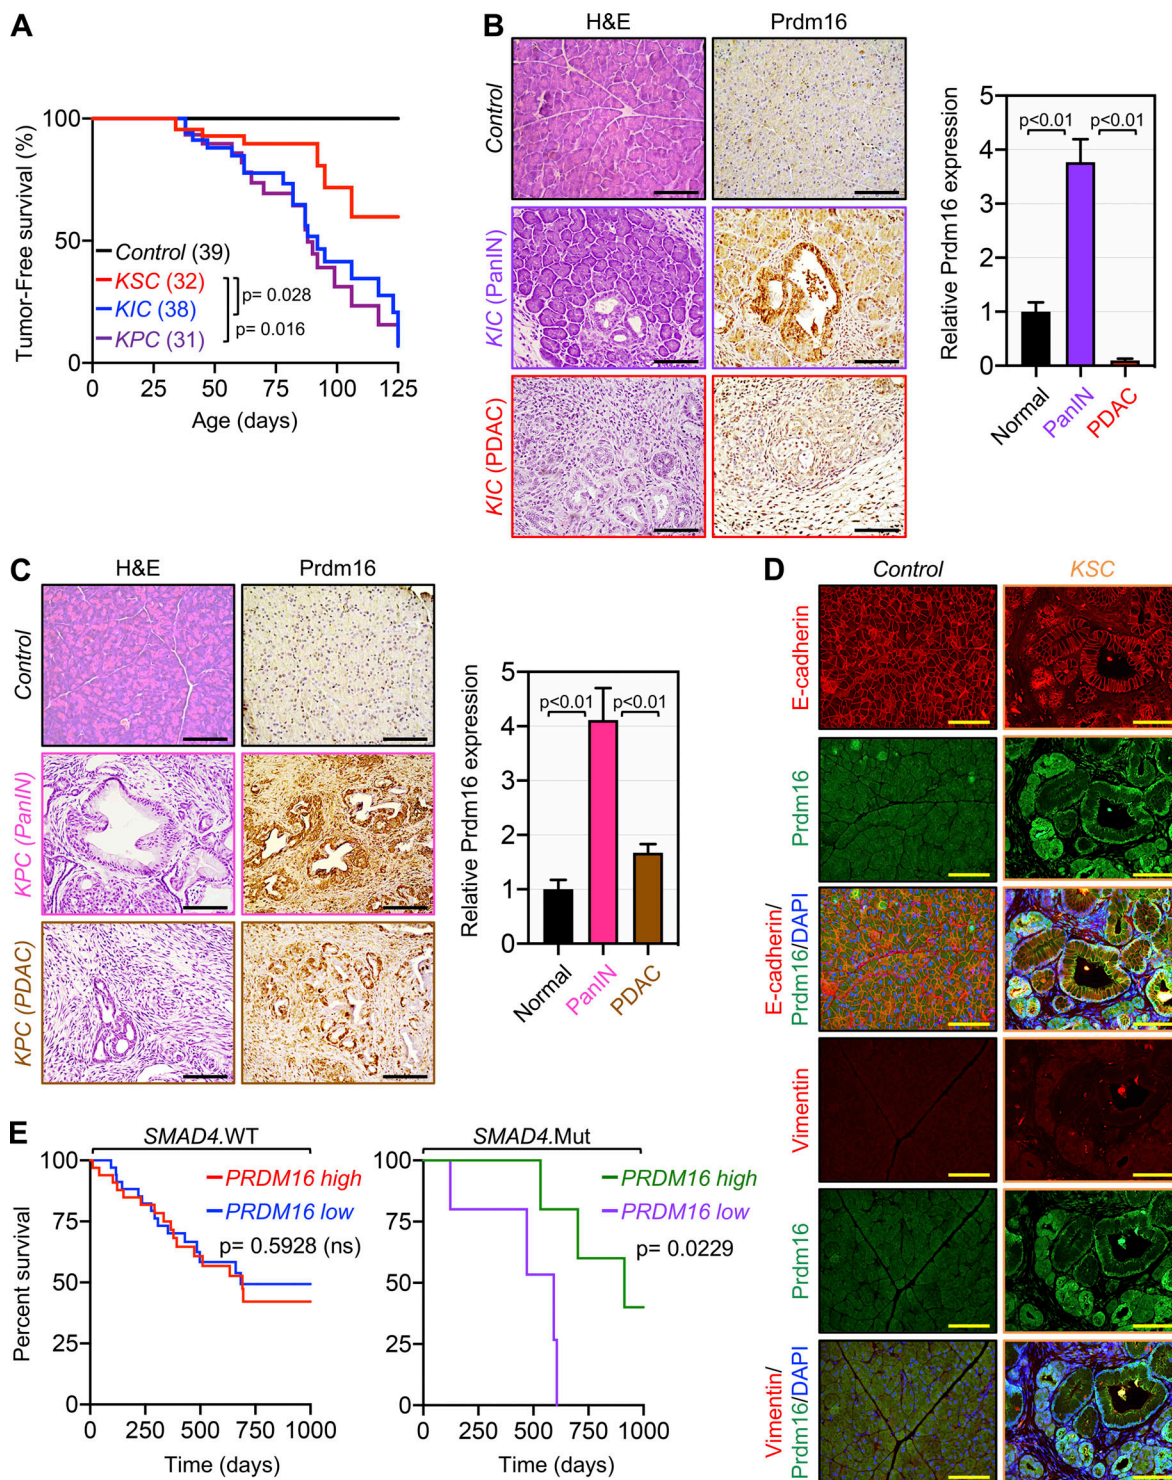 A
Tumor-Free survival (%)
100
50
0
Control (39)
KSC (32)
KIC (38)
KPC (31)
p= 0.028
p= 0.016
0 25 50 75 100 125
Age (days)
B
H&E Prdm16
Control
KIC (PanIN)
KIC (PDAC)
Relative Prdm16 expression
5
4
3
2
1
0
p<0.01 p<0.01
Normal
PanIN
PDAC
C
H&E Prdm16
Control
KPC (PanIN)
KPC (PDAC)
Relative Prdm16 expression
5
4
3
2
1
0
p<0.01 p<0.01
Normal
PanIN
PDAC
D
Control KSC
E-cadherin
Prdm16
E-cadherin/
Prdm16/DAPI
Vimentin
Prdm16
Vimentin/
Prdm16/DAPI
E
SMAD4.WT
Percent survival
100
75
50
25
0
PRDM16 high
PRDM16 low
p= 0.5928 (ns)
0 250 500 750 1000
Time (days)
SMAD4.Mut
100
75
50
25
0
PRDM16 high
PRDM16 low
p= 0.0229
0 250 500 750 1000
Time (days)